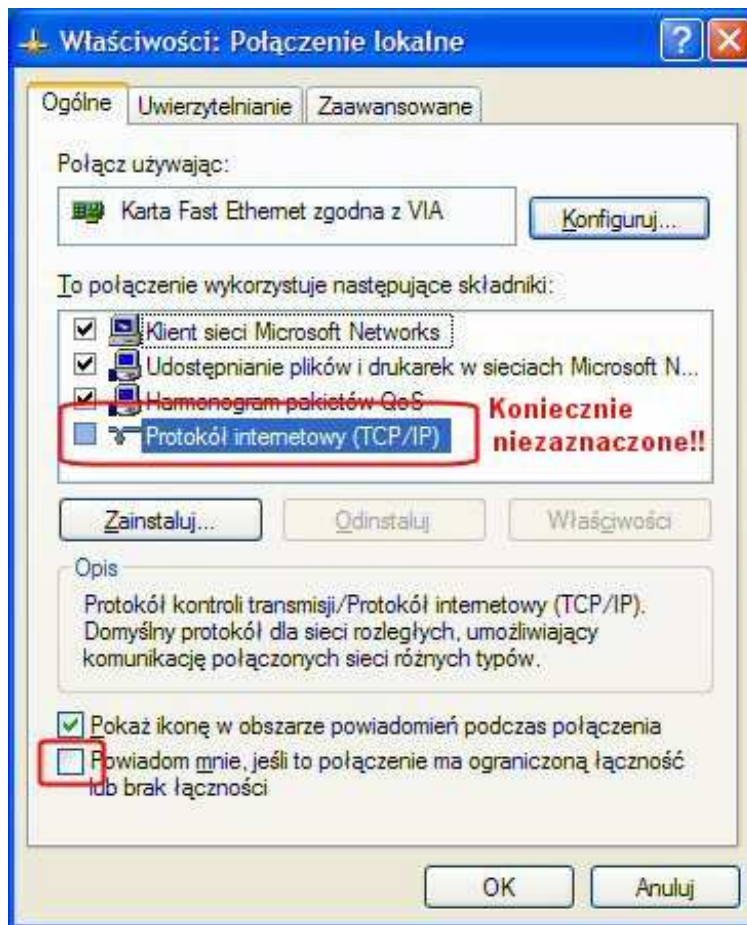 Właściwości: Połączenie lokalne
Ogólne Uwierzytelnianie Zaawansowane
Połącz używając:
Karta Fast Ethernet zgodna z VIA Konfiguruj...
To połączenie wykorzystuje następujące składniki:
Klient sieci Microsoft Networks
Udostępnianie plików i drukarek w sieciach Microsoft N...
Harmonogram pakietów QoS
Koniecznie
Protokół internetowy (TCP/IP)
niezaznaczone!!
Zainstaluj... Odinstaluj Właściwości
Opis
Protokół kontroli transmisji/Protokół internetowy (TCP/IP).
Domyślny protokół dla sieci rozległych, umożliwiający
komunikację połączonych sieci różnych typów.
Pokaż ikonę w obszarze powiadomień podczas połączenia
Powiadom mnie, jeśli to połączenie ma ograniczoną łączność
lub brak łączności
OK Anuluj